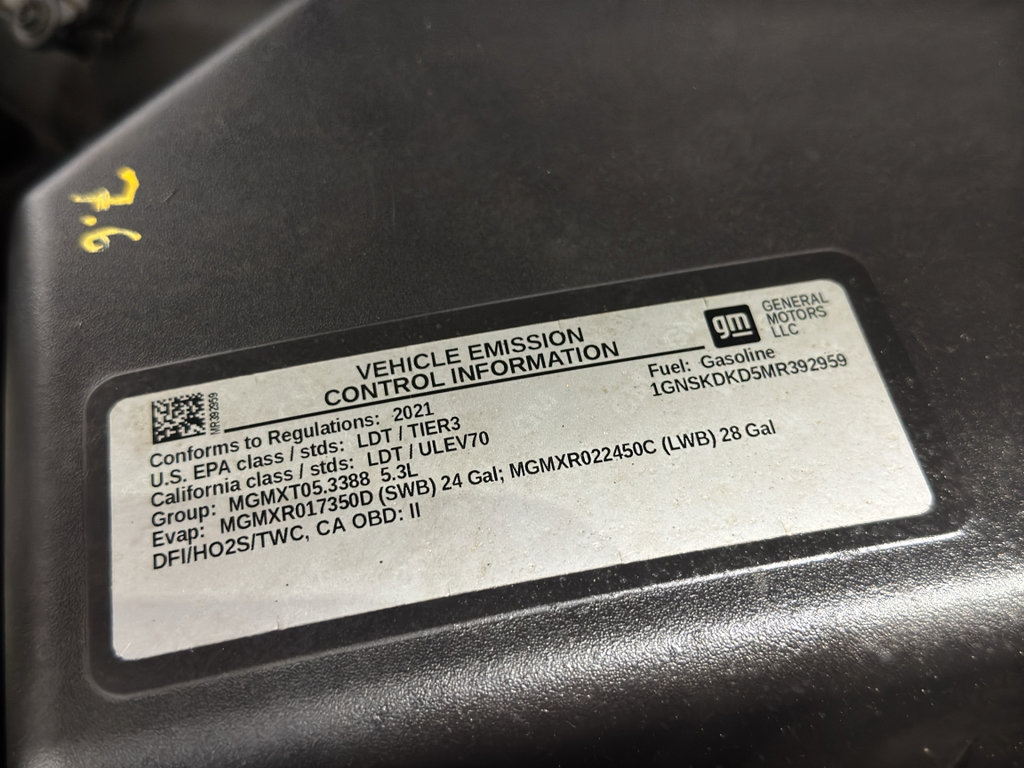 VEHICLE EMISSION
CONTROL INFORMATION
gm GENERAL
MOTORS
LLC
MR392959
Fuel: Gasoline
1GNSKDKD5MR392959
Conforms to Regulations: 2021
U.S. EPA class / stds: LDT / TIER3
California class / stds: LDT / ULEV70
Group: MGMXT05.3388 5.3L
Evap: MGMXR017350D (SWB) 24 Gal; MGMXR022450C (LWB) 28 Gal
DFI/HO2S/TWC, CA OBD: II